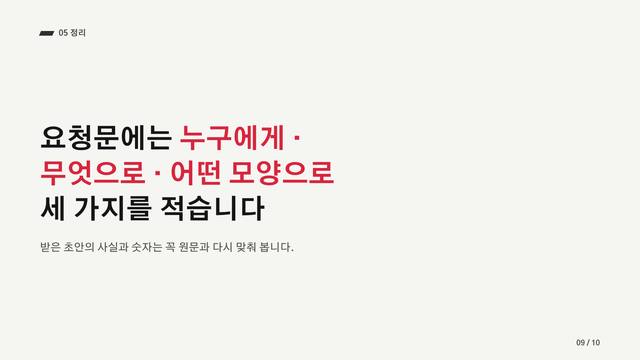 05 정리
요청문에는 누구에게 ·
무엇으로 · 어떤 모양으로
세 가지를 적습니다
받은 초안의 사실과 숫자는 꼭 원문과 다시 맞춰 봅니다.
09 / 10